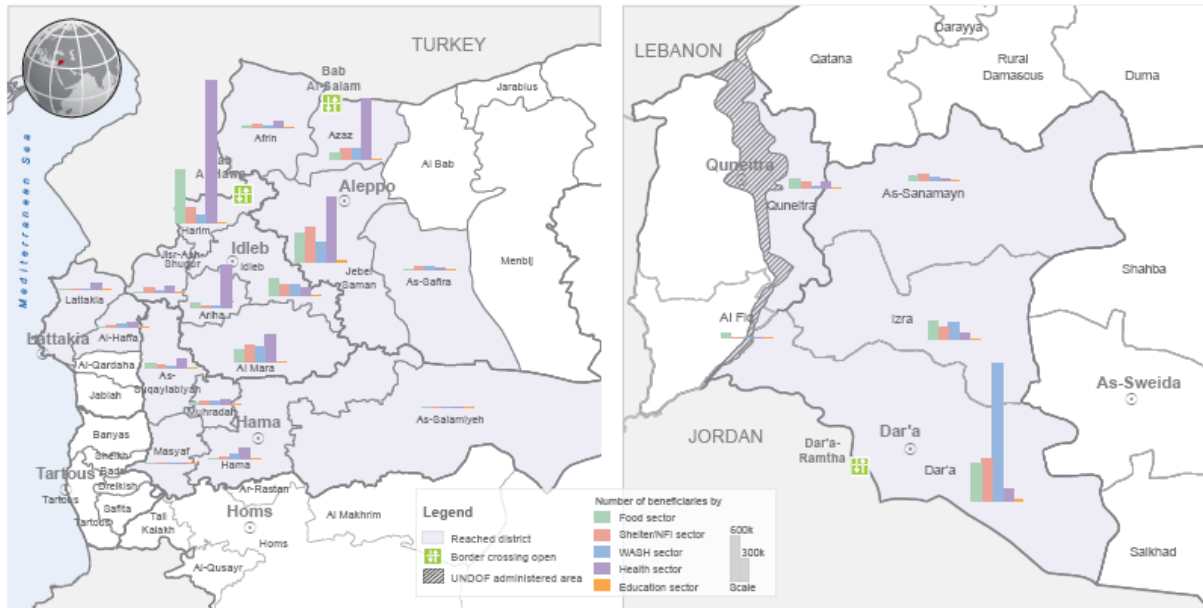 TURKEY
Bab
Ar-Salam
Jarablus
Afrin
Azaz
Al Bab
Bab
Al-Hawa
Aleppo
Harim
Jisr-Ash-
Shugur
Idleb
Idleb
Jebel
Saman
As-Safira
Menbij
Mediterranean Sea
Lattakia
Ariha
Lattakia
Al-Haffa
Al Mara
Al-Qardaha
As-
Suqaylabiyah
Jablah
Muhradah
Hama
As-Salamiyeh
Banyas
Masyaf
Hama
Sheikh
Badr
Tartous
Dreikish
Tartous
Safita
Ar-Rastan
Tartous
Tall
Kalakh
Homs
Homs
Al Makhrim
Al-Qusayr
LEBANON
Darayya
Qatana
Rural
Damascus
Duma
Quneitra
Quneitra
As-Sanamayn
Shahba
Al Fiq
Izra
As-Sweida
JORDAN
Dar'a-
Ramtha
Dar'a
Dar'a
Salkhad
Legend
Reached district
Border crossing open
UNDOF administered area
Number of beneficiaries by
Food sector
Shelter/NFI sector
WASH sector
Health sector
Education sector
600k
300k
Scale